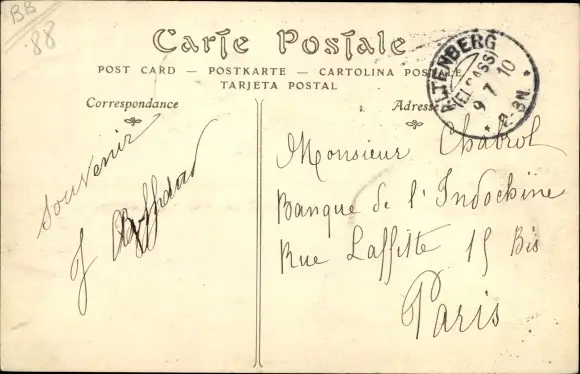 BB
88
Carte Postale
POST CARD — POSTKARTE — CARTOLINA POSTALE
TARJETA POSTAL
Correspondance
Adresse
(ELSASS)
9 7 10
Souvenir
Monsieur Chabrol
Banque de l'Indochine
Rue Laffitte 15 Bis
Paris